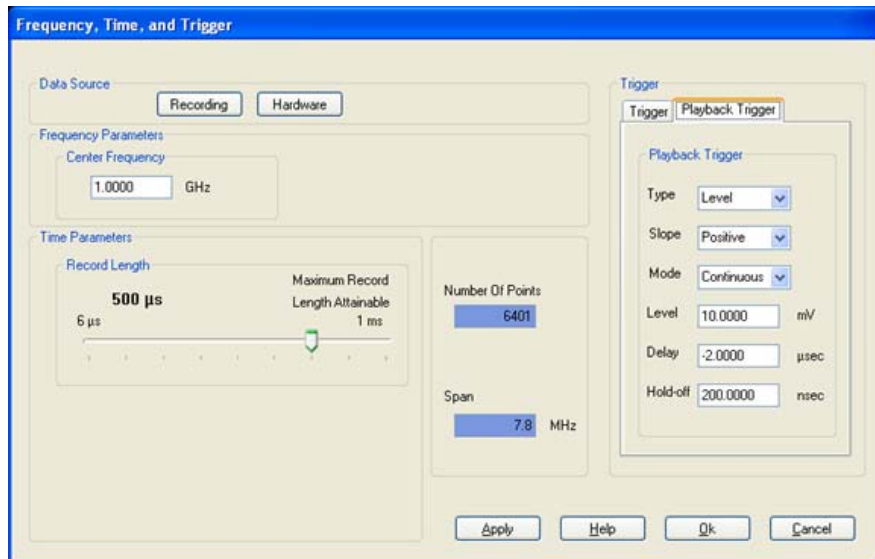 Frequency, Time, and Trigger
Data Source
Recording
Hardware
Frequency Parameters
Center Frequency
1.0000 GHz
Time Parameters
Record Length
500 µs
Maximum Record
Length Attainable
6 µs
1 ms
Number Of Points
6401
Span
7.8 MHz
Trigger
Trigger
Playback Trigger
Playback Trigger
Type Level
Slope Positive
Mode Continuous
Level 10.0000 mV
Delay -2.0000 µsec
Hold-off 200.0000 nsec
Apply
Help
Ok
Cancel